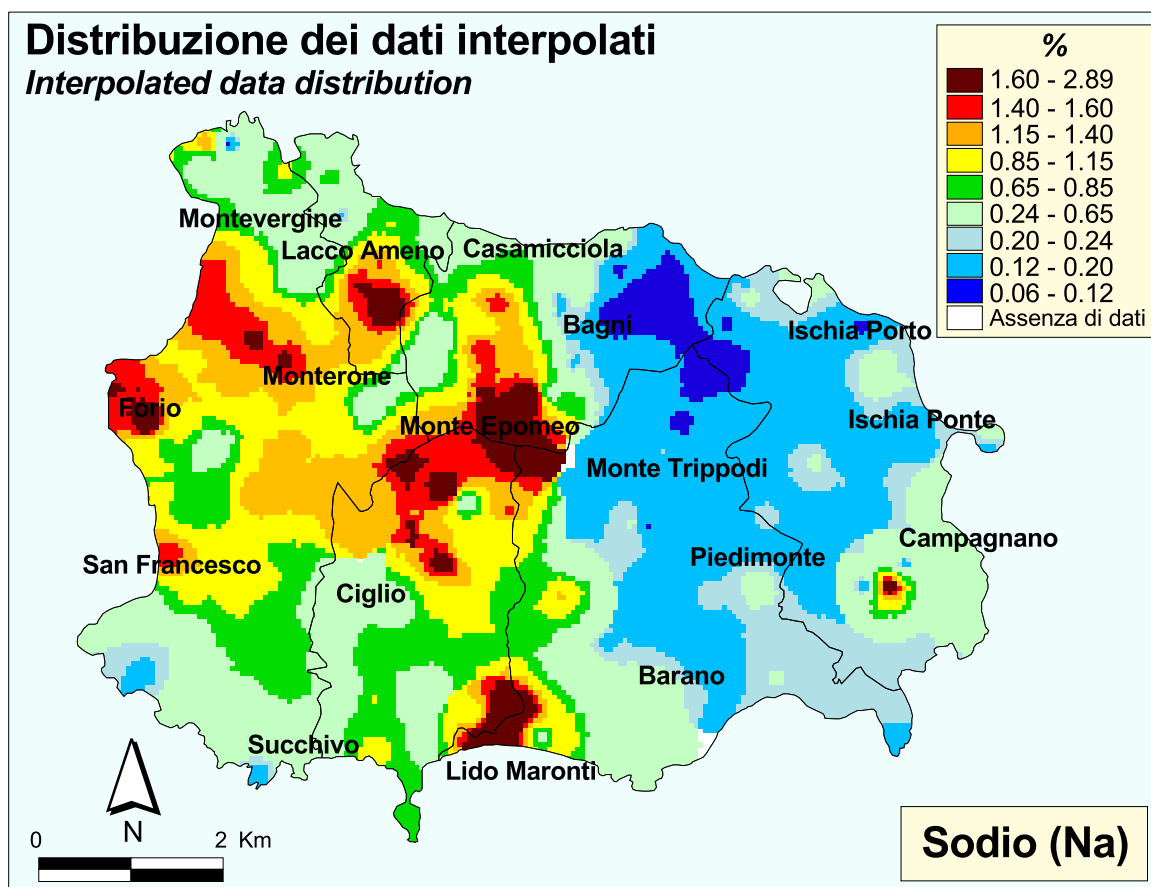 Distribuzione dei dati interpolati
Interpolated data distribution
%
1.60 - 2.89
1.40 - 1.60
1.15 - 1.40
0.85 - 1.15
0.65 - 0.85
0.24 - 0.65
0.20 - 0.24
0.12 - 0.20
0.06 - 0.12
Assenza di dati
Montevergine
Lacco Ameno
Casamicciola
Bagni
Ischia Porto
Monterone
Forio
Monte Epomeo
Ischia Ponte
Monte Trippodi
Campagnano
San Francesco
Piedimonte
Ciglio
Barano
Succhivo
Lido Maronti
N
0 2 Km
Sodio (Na)